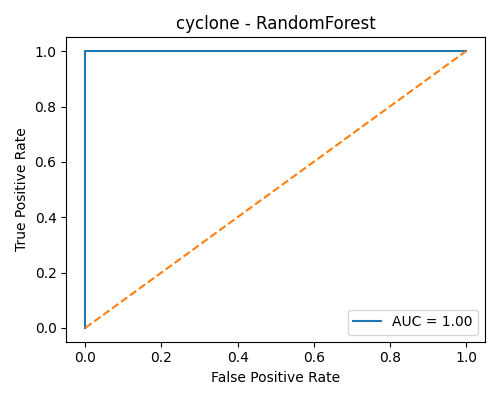 cyclone - RandomForest
True Positive Rate
1.0
0.8
0.6
0.4
0.2
0.0
AUC = 1.00
0.0 0.2 0.4 0.6 0.8 1.0
False Positive Rate